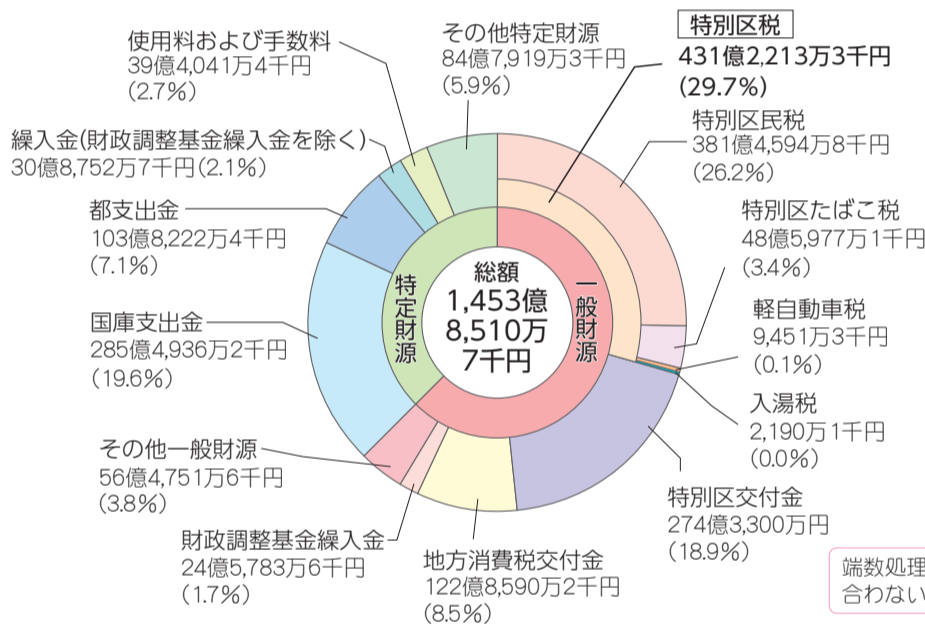 特別区税
431億2,213万3千円
(29.7%)
特別区民税
381億4,594万8千円
(26.2%)
特別区たばこ税
48億5,977万1千円
(3.4%)
軽自動車税
9,451万3千円
(0.1%)
入湯税
2,190万1千円
(0.0%)
特別区交付金
274億3,300万円
(18.9%)
地方消費税交付金
122億8,590万2千円
(8.5%)
財政調整基金繰入金
24億5,783万6千円
(1.7%)
その他一般財源
56億4,751万6千円
(3.8%)
国庫支出金
285億4,936万2千円
(19.6%)
都支出金
103億8,222万4千円
(7.1%)
繰入金(財政調整基金繰入金を除く)
30億8,752万7千円(2.1%)
使用料および手数料
39億4,041万4千円
(2.7%)
その他特定財源
84億7,919万3千円
(5.9%)
特定財源
総額
1,453億
8,510万
7千円
一般財源
端数処理
合わない